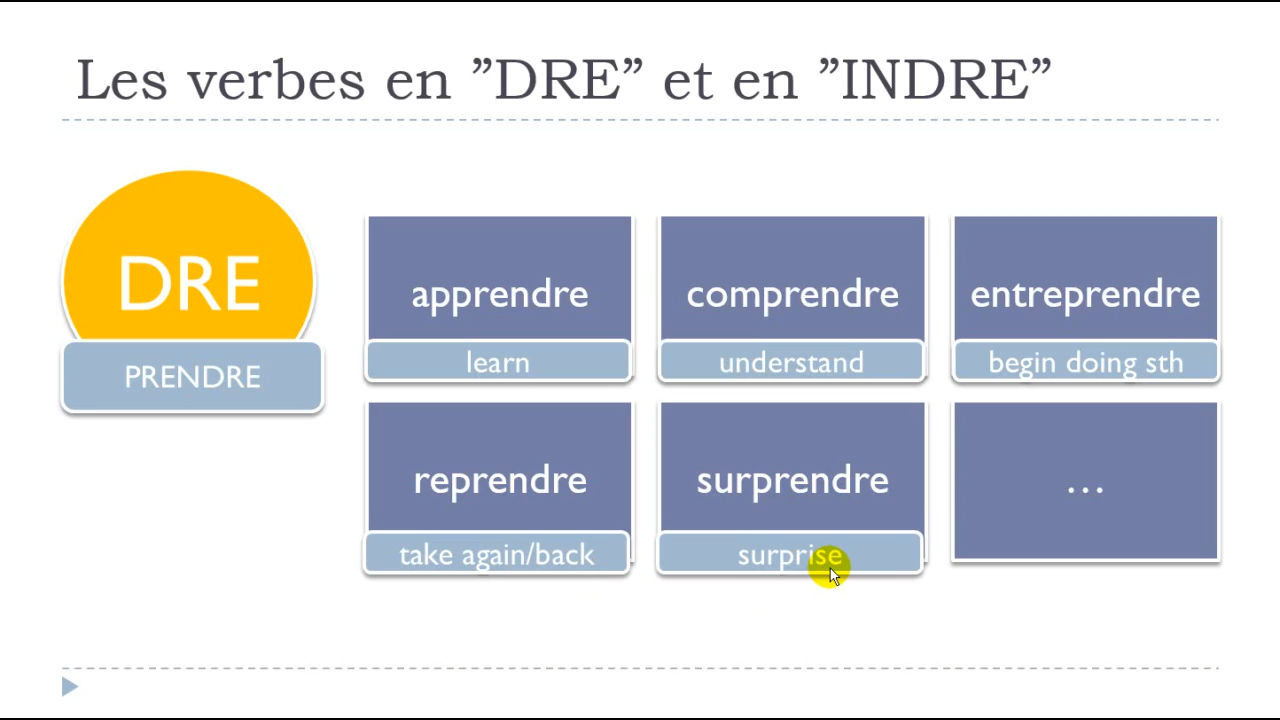 Les verbes en ”DRE” et en ”INDRE”
DRE
PRENDRE
apprendre
learn
comprendre
understand
entreprendre
begin doing sth
reprendre
take again/back
surprendre
surprise
…